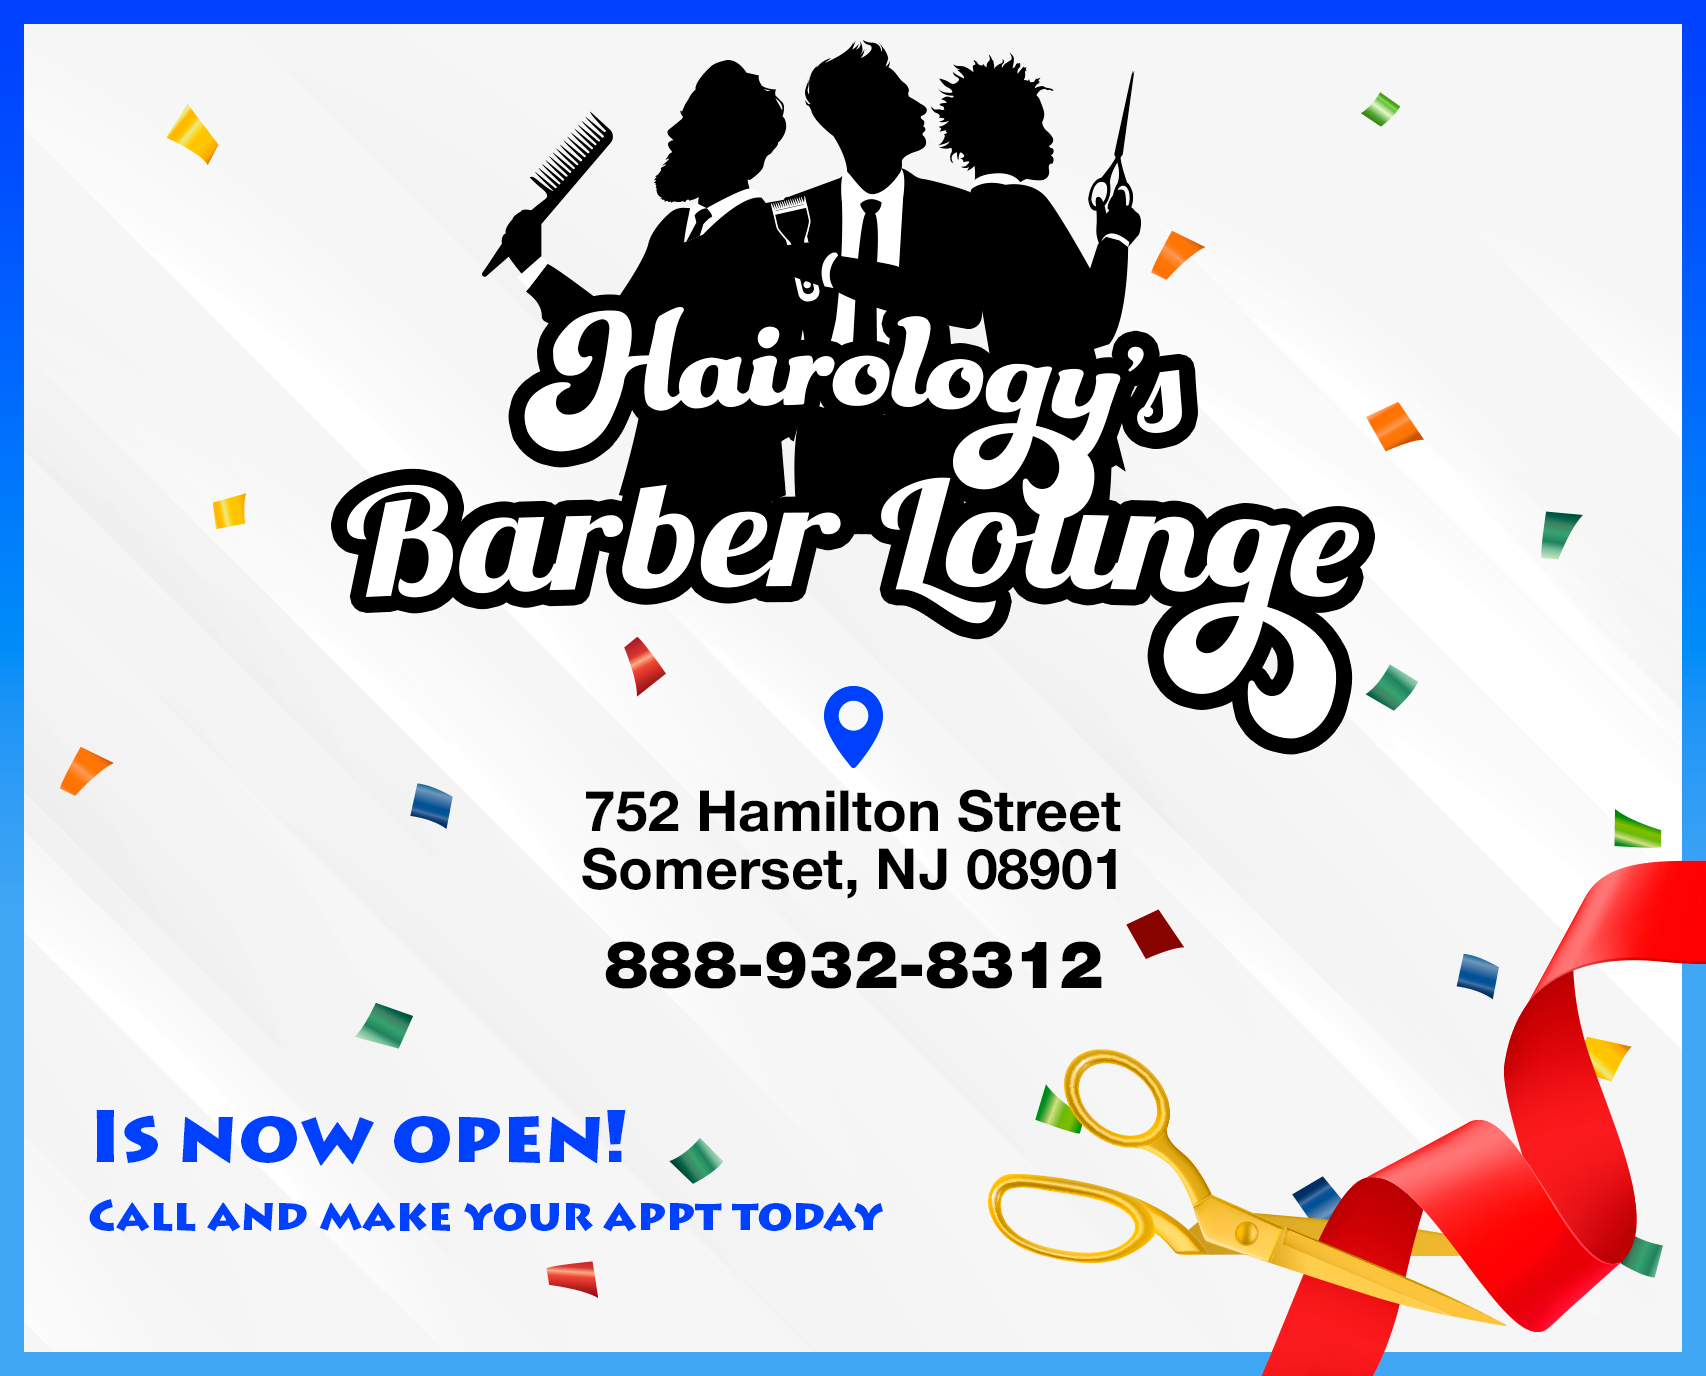 Hairology's
Barber Lounge
752 Hamilton Street
Somerset, NJ 08901
888-932-8312
Is now open!
Call and make your appt today